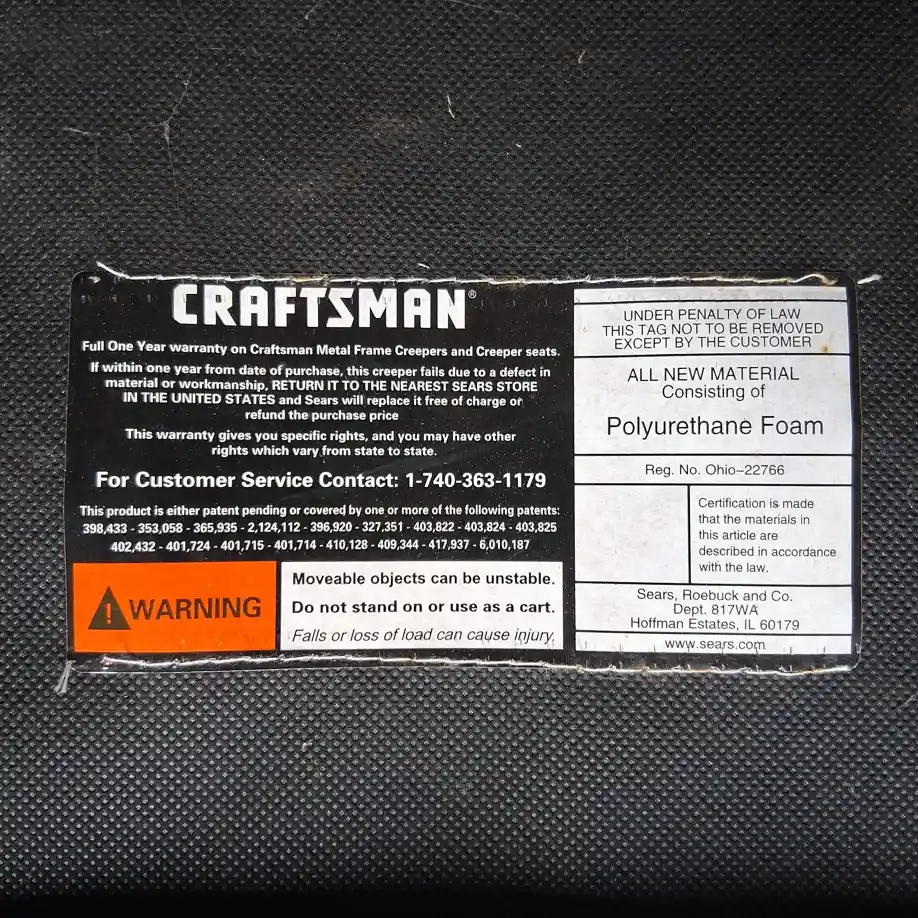 CRAFTSMAN®
Full One Year warranty on Craftsman Metal Frame Creepers and Creeper seats.
If within one year from date of purchase, this creeper fails due to a defect in
material or workmanship, RETURN IT TO THE NEAREST SEARS STORE
IN THE UNITED STATES and Sears will replace it free of charge or
refund the purchase price
This warranty gives you specific rights, and you may have other
rights which vary from state to state.
For Customer Service Contact: 1-740-363-1179
This product is either patent pending or covered by one or more of the following patents:
398,433 - 353,058 - 365,935 - 2,124,112 - 396,920 - 327,351 - 403,822 - 403,824 - 403,825
402,432 - 401,724 - 401,715 - 401,714 - 410,128 - 409,344 - 417,937 - 6,010,187
WARNING
Moveable objects can be unstable.
Do not stand on or use as a cart.
Falls or loss of load can cause injury.
UNDER PENALTY OF LAW
THIS TAG NOT TO BE REMOVED
EXCEPT BY THE CUSTOMER
ALL NEW MATERIAL
Consisting of
Polyurethane Foam
Reg. No. Ohio-22766
Certification is made
that the materials in
this article are
described in accordance
with the law.
Sears, Roebuck and Co.
Dept. 817WA
Hoffman Estates, IL 60179
www.sears.com